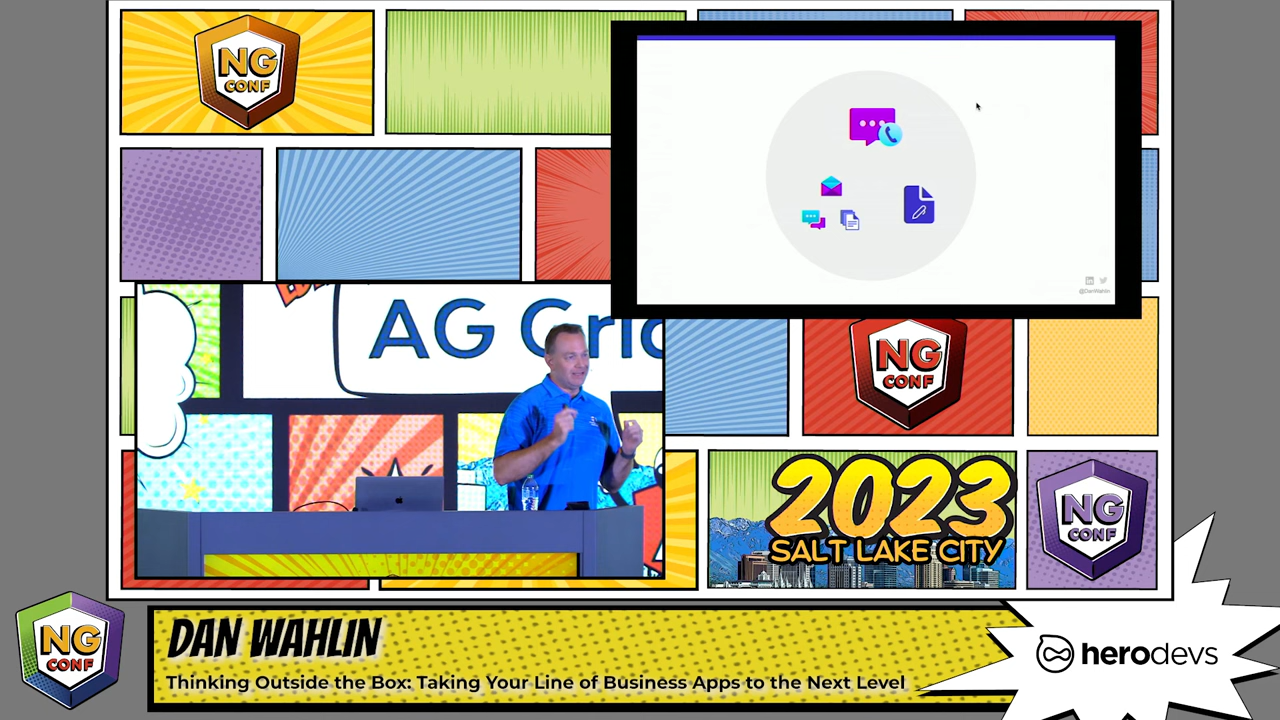 NG
CONF
@DanWahlin
AG Grid
NG
CONF
2023
SALT LAKE CITY
NG
CONF
NG
CONF
DAN WAHLIN
Thinking Outside the Box: Taking Your Line of Business Apps to the Next Level
herodevs